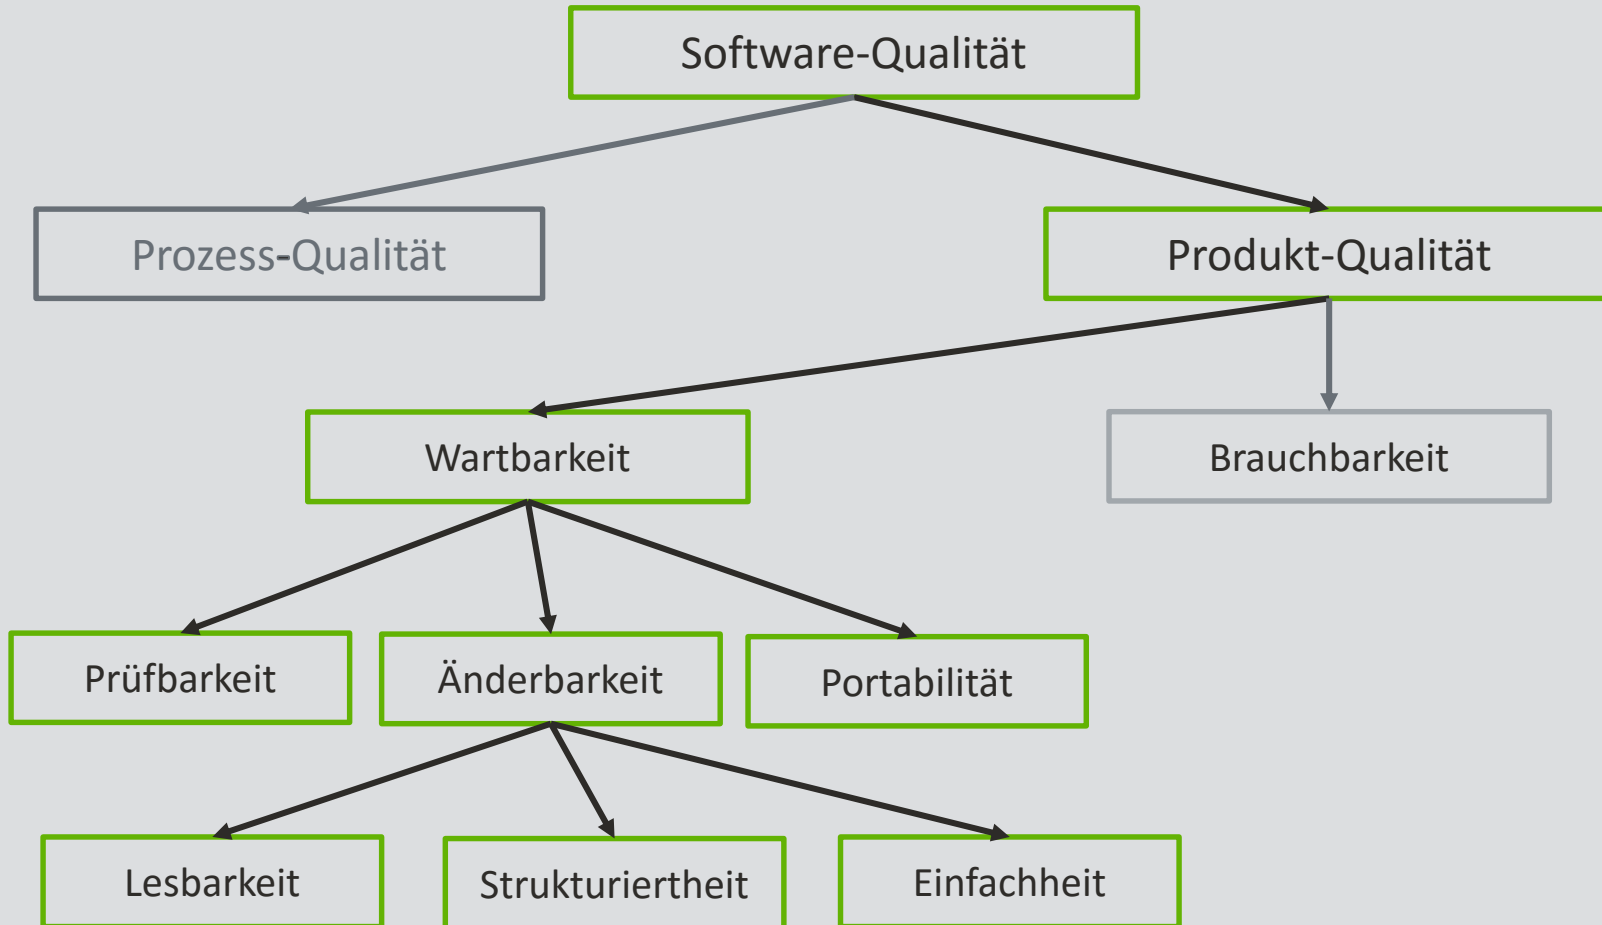 Software-Qualität
Prozess-Qualität
Produkt-Qualität
Wartbarkeit
Brauchbarkeit
Prüfbarkeit
Änderbarkeit
Portabilität
Lesbarkeit
Strukturiertheit
Einfachheit